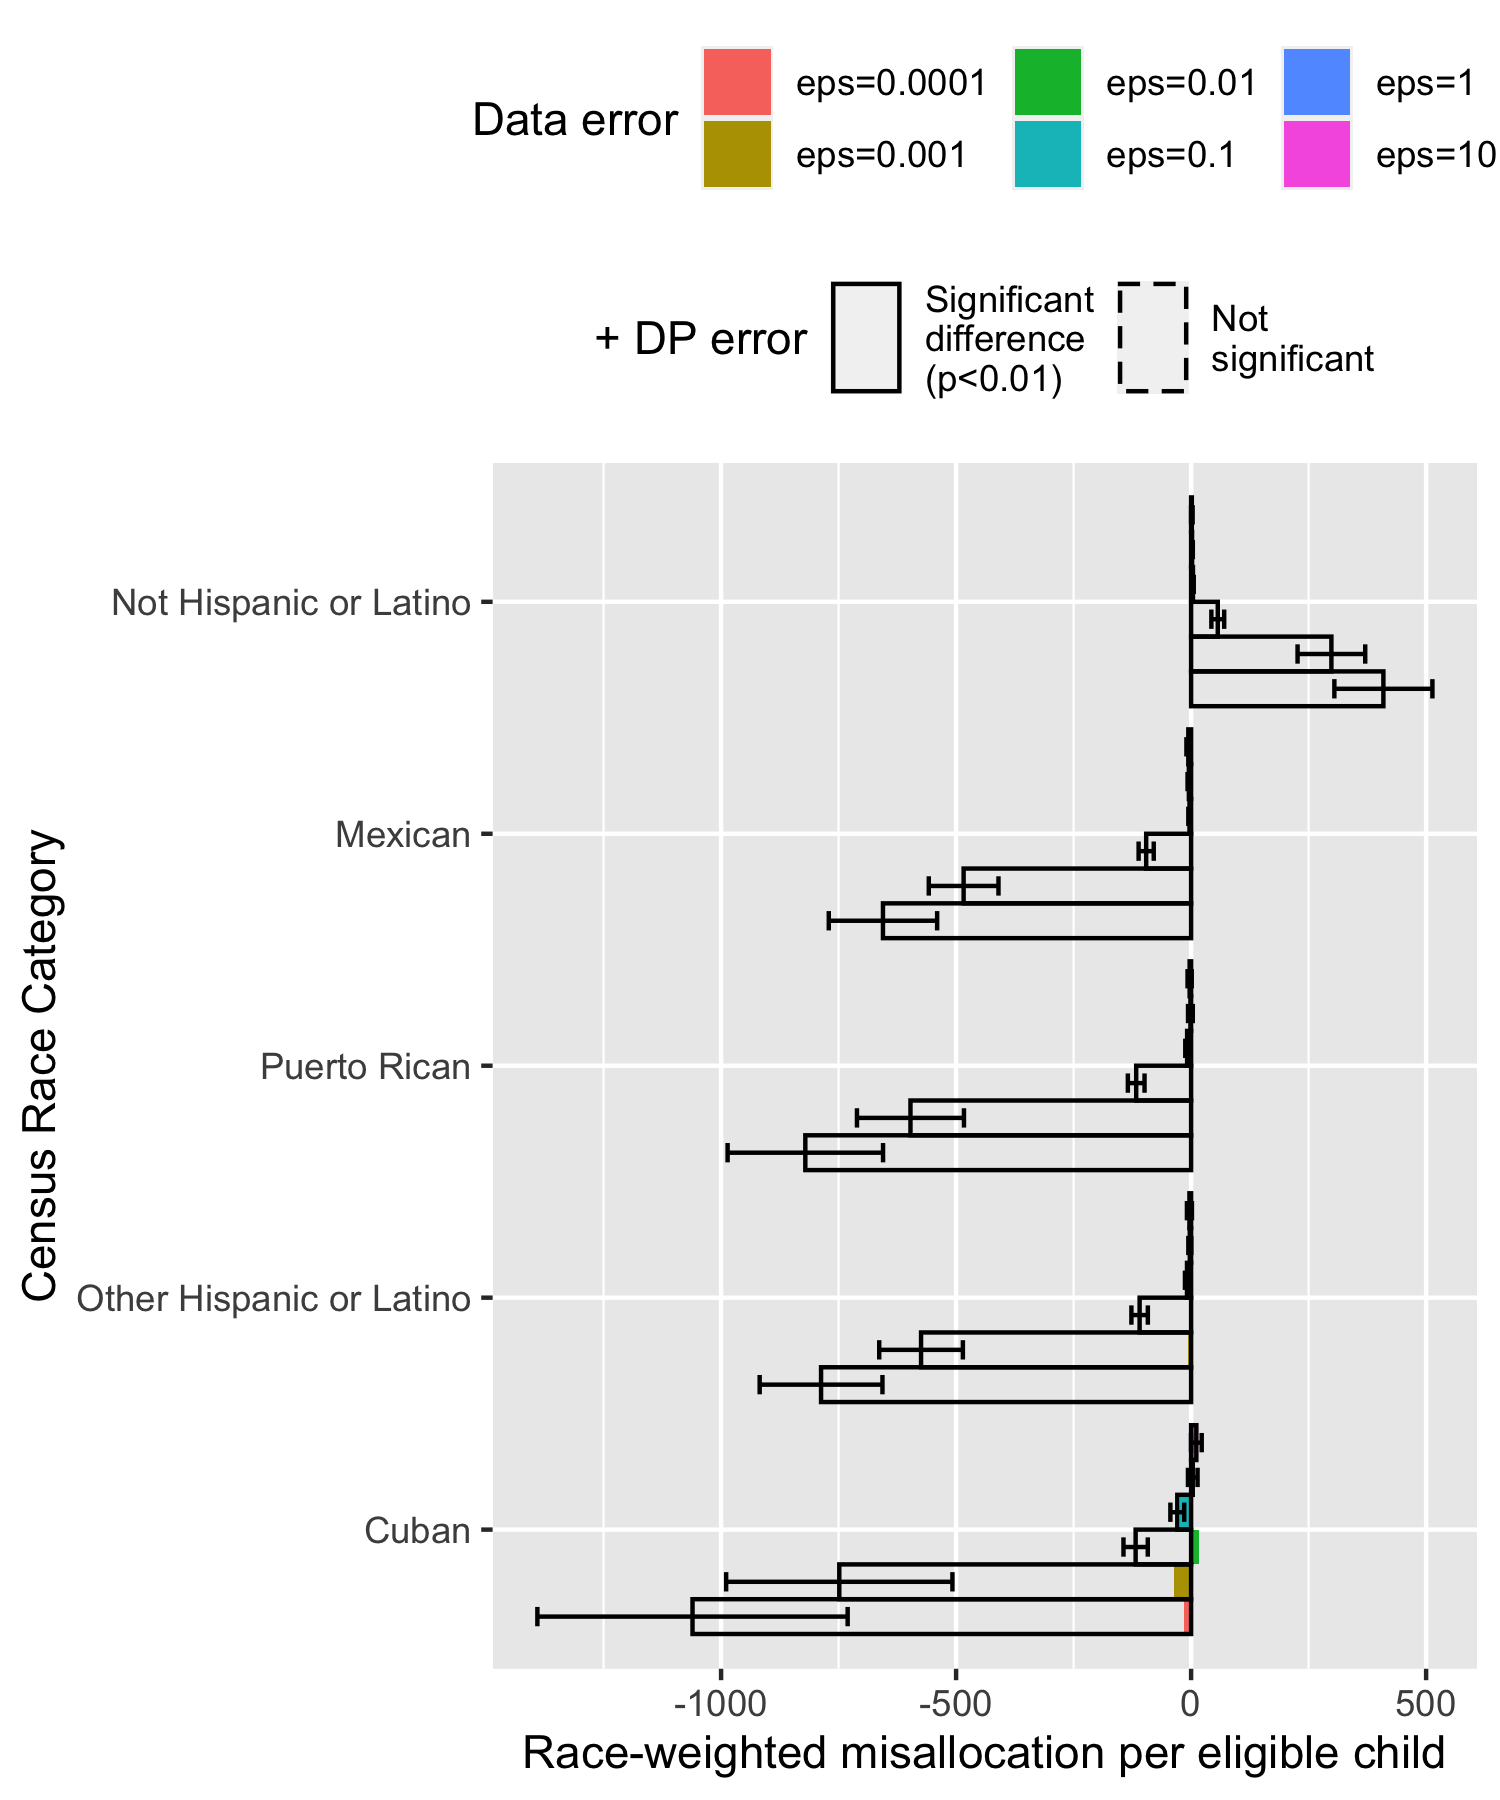 Data error
eps=0.0001
eps=0.01
eps=1
eps=0.001
eps=0.1
eps=10
+ DP error
Significant
difference
(p<0.01)
Not
significant
Census Race Category
Not Hispanic or Latino
Mexican
Puerto Rican
Other Hispanic or Latino
Cuban
-1000
-500
0
500
Race-weighted misallocation per eligible child